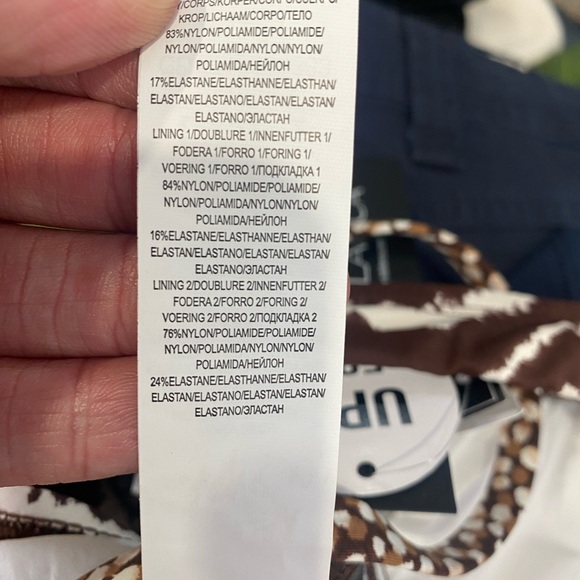 /CORPS/KÖRPER/CORPO/CUERPO/
KROP/LICHAAM/CORPO/ТЕЛО
83%NYLON/POLIAMIDE/POLIAMIDE/
NYLON/POLIAMIDA/NYLON/NYLON/
POLIAMIDA/НЕЙЛОН
17%ELASTANE/ELASTHANNE/ELASTHAN/
ELASTAN/ELASTANO/ELASTAN/ELASTAN/
ELASTANO/ЭЛАСТАН
LINING 1/DOUBLURE 1/INNENFUTTER 1/
FODERA 1/FORRO 1/FORING 1/
VOERING 1/FORRO 1/ПОДКЛАДКА 1
84%NYLON/POLIAMIDE/POLIAMIDE/
NYLON/POLIAMIDA/NYLON/NYLON/
POLIAMIDA/НЕЙЛОН
16%ELASTANE/ELASTHANNE/ELASTHAN/
ELASTAN/ELASTANO/ELASTAN/ELASTAN/
ELASTANO/ЭЛАСТАН
LINING 2/DOUBLURE 2/INNENFUTTER 2/
FODERA 2/FORRO 2/FORING 2/
VOERING 2/FORRO 2/ПОДКЛАДКА 2
76%NYLON/POLIAMIDE/POLIAMIDE/
NYLON/POLIAMIDA/NYLON/NYLON/
POLIAMIDA/НЕЙЛОН
24%ELASTANE/ELASTHANNE/ELASTHAN/
ELASTAN/ELASTANO/ELASTAN/ELASTAN/
ELASTANO/ЭЛАСТАН
UP